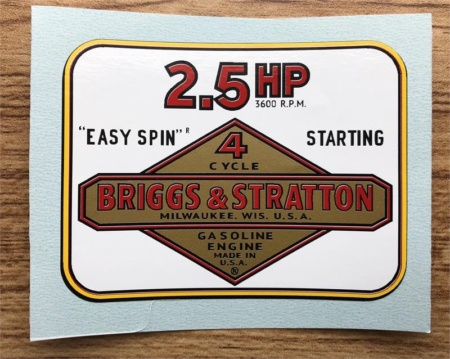 2.5 HP
3600 R.P.M.
"EASY SPIN"® STARTING
4
CYCLE
BRIGGS & STRATTON
MILWAUKEE, WIS. U.S.A.
GASOLINE
ENGINE
MADE IN
U.S.A.
®